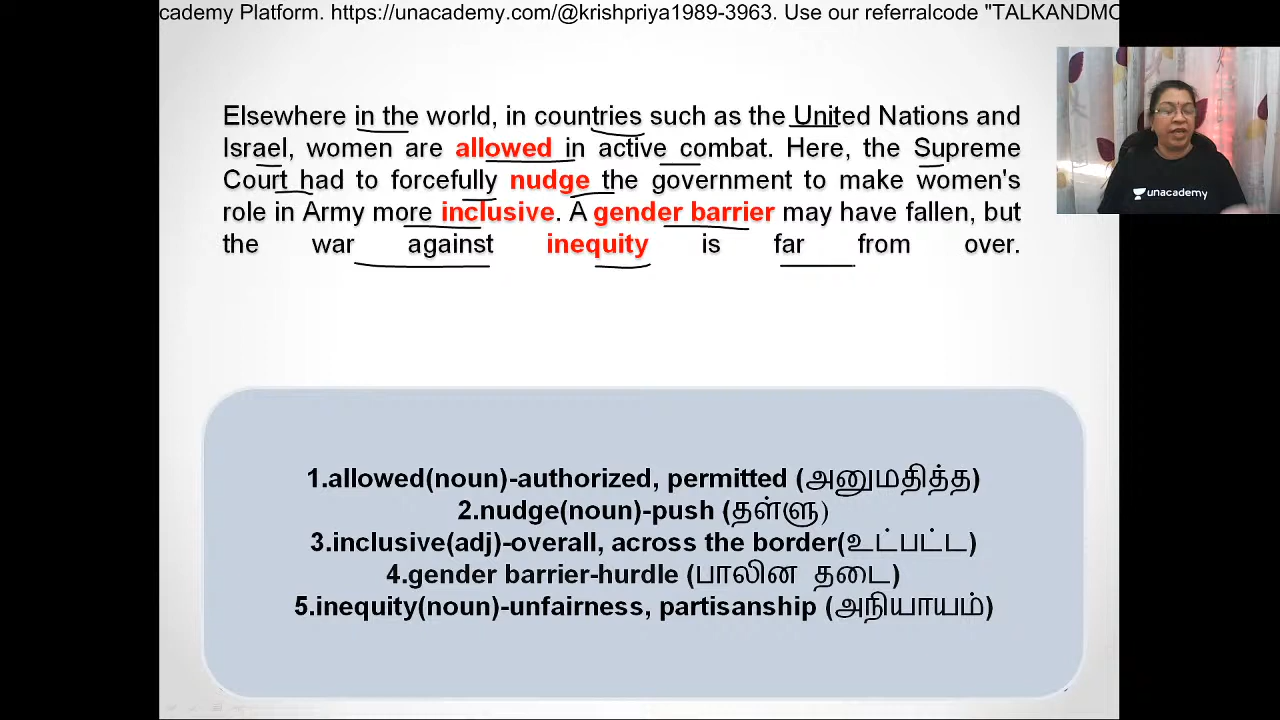 cademy Platform. https://unacademy.com/@krishpriya1989-3963. Use our referralcode "TALKANDMO
Elsewhere in the world, in countries such as the United Nations and
Israel, women are allowed in active combat. Here, the Supreme
Court had to forcefully nudge the government to make women's
role in Army more inclusive. A gender barrier may have fallen, but
the war against inequity is far from over.
unacademy
1.allowed(noun)-authorized, permitted (அனுமதித்த)
2.nudge(noun)-push (தள்ளு)
3.inclusive(adj)-overall, across the border(உட்பட்ட)
4.gender barrier-hurdle (பாலின தடை)
5.inequity(noun)-unfairness, partisanship (அநியாயம்)